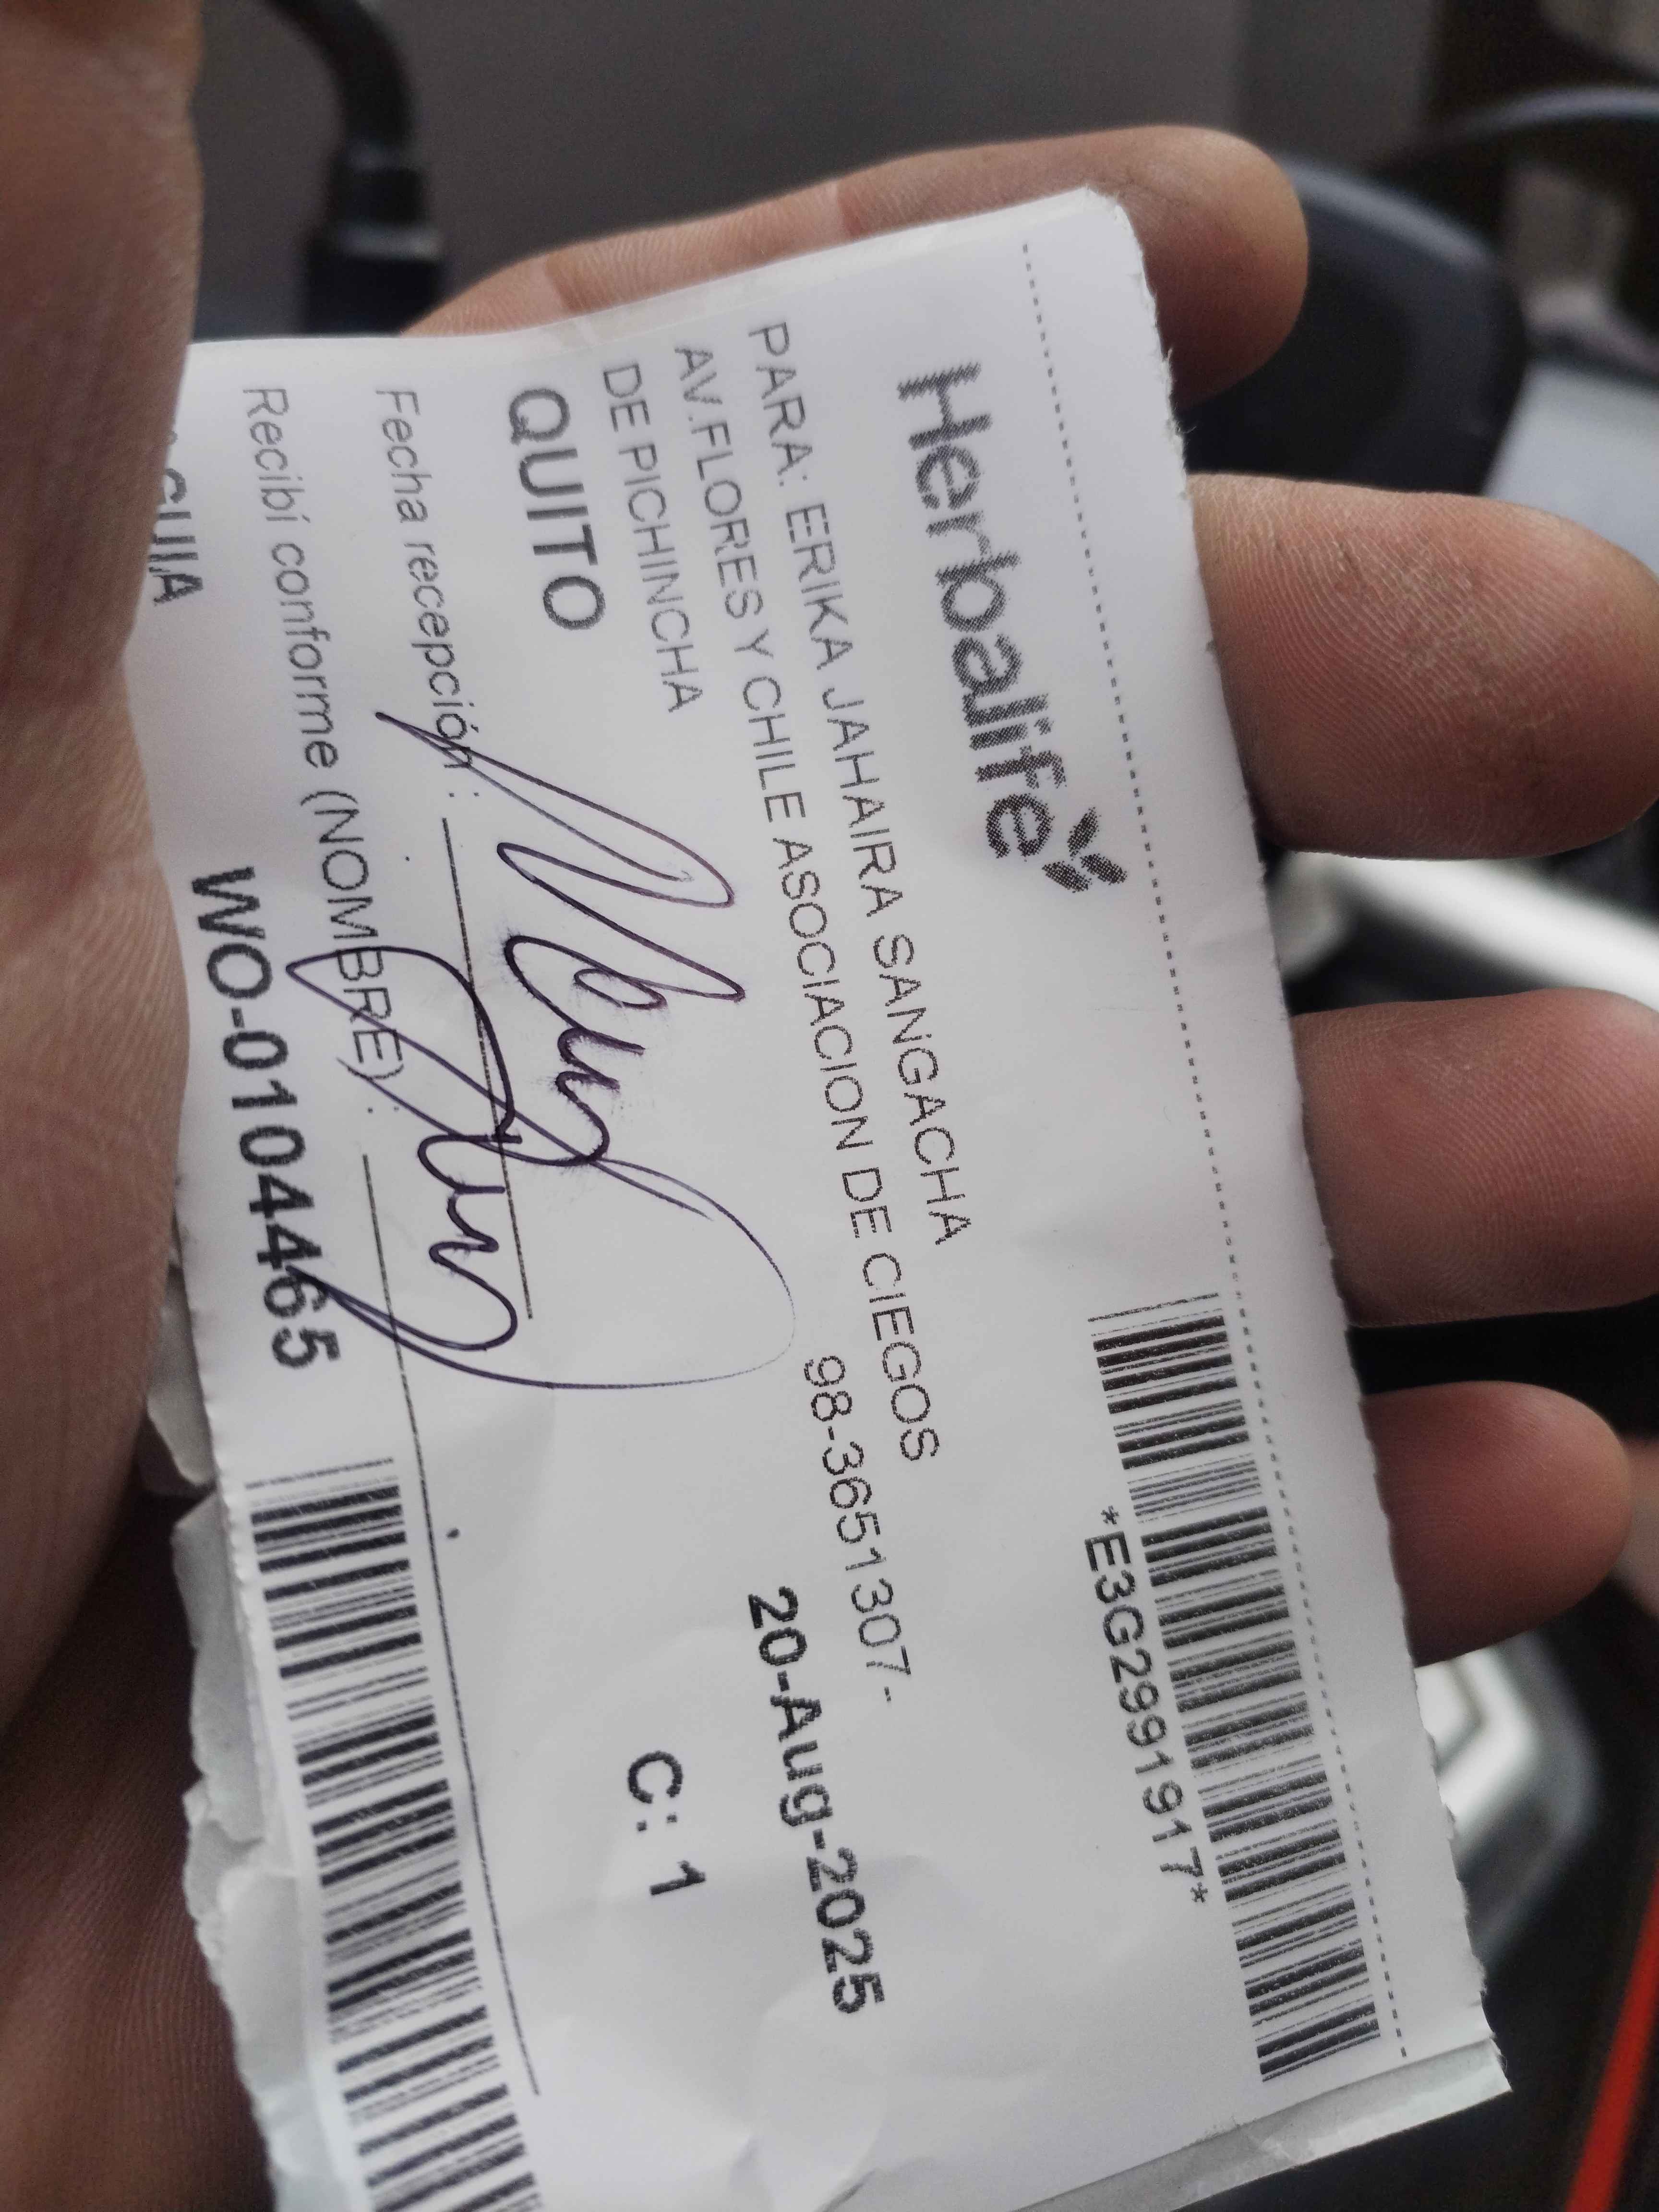 Herbalife
*E3G2991917*
PARA: ERIKA JAHAIRA SANGACHA
AV.FLORES Y CHILE ASOCIACION DE CIEGOS
DE PICHINCHA
98-3651307-
20-Aug-2025
QUITO
C: 1
Fecha recepción :
Recibí conforme (NOMBRE) :
GUIA
WO-0104465